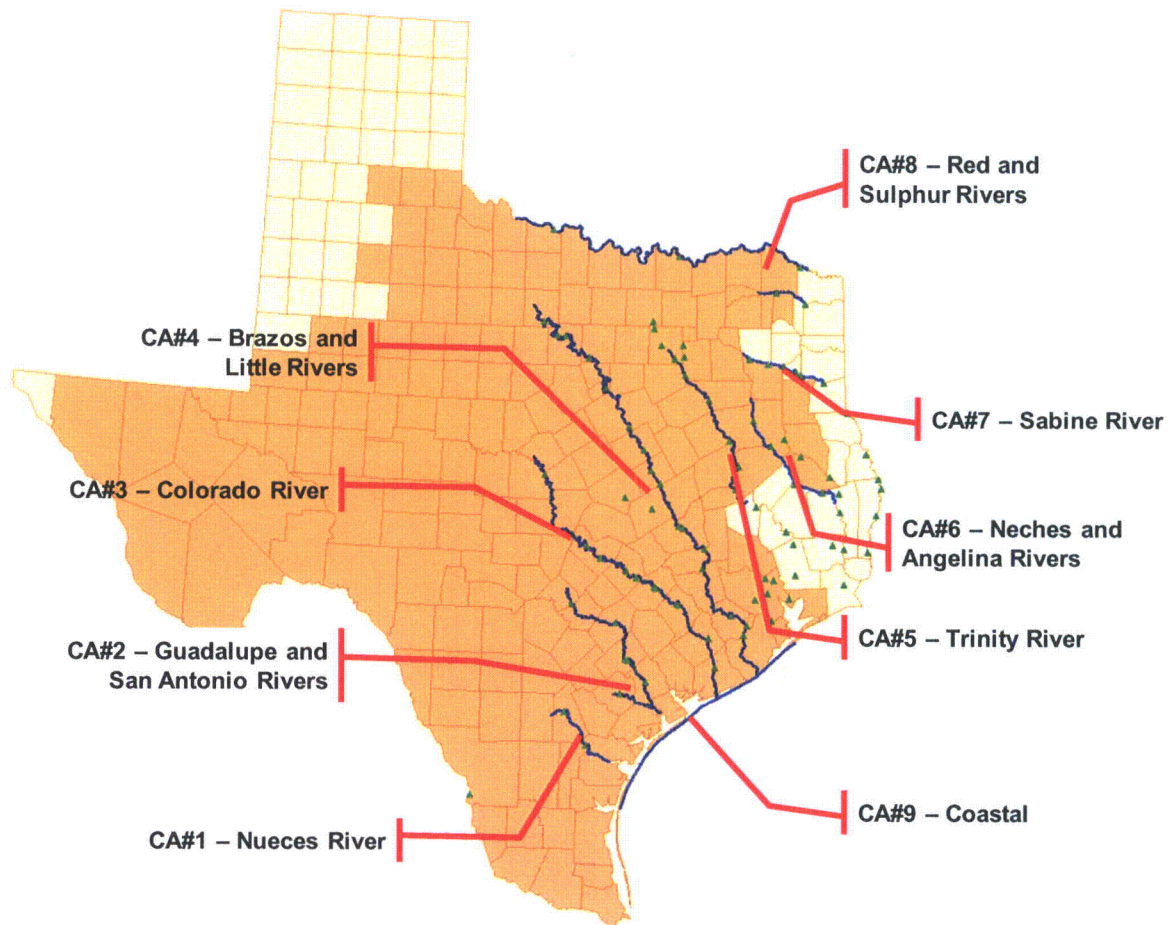 CA#8 – Red and
Sulphur Rivers
CA#4 – Brazos and
Little Rivers
CA#7 – Sabine River
CA#3 – Colorado River
CA#6 – Neches and
Angelina Rivers
CA#5 – Trinity River
CA#2 – Guadalupe and
San Antonio Rivers
CA#9 – Coastal
CA#1 – Nueces River